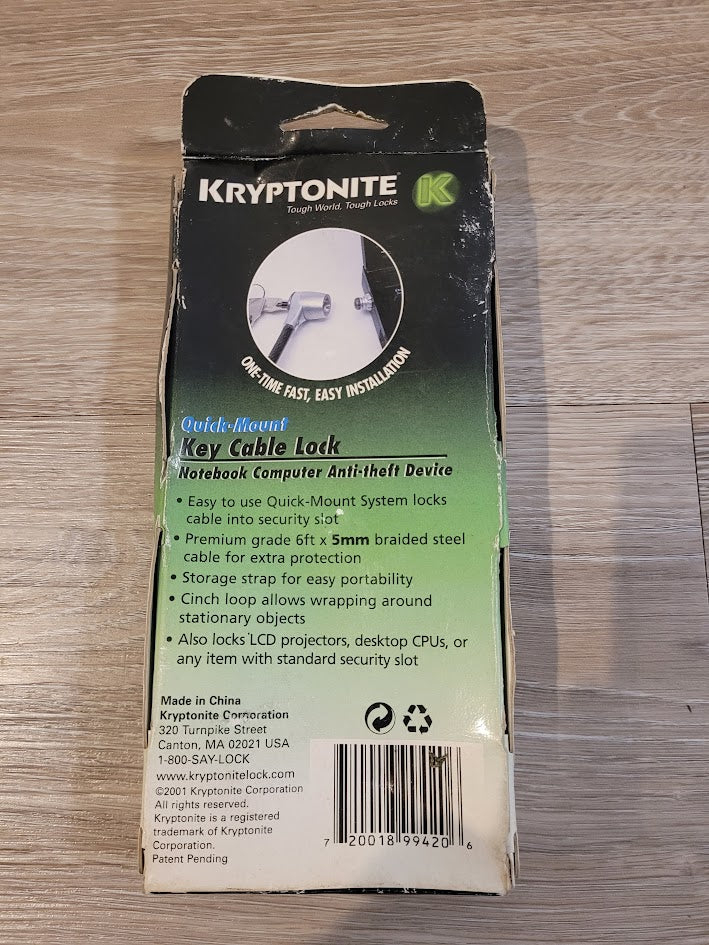 KRYPTONITE® K
Tough World, Tough Locks
ONE-TIME FAST, EASY INSTALLATION
Quick-Mount
Key Cable Lock
Notebook Computer Anti-theft Device
• Easy to use Quick-Mount System locks
cable into security slot
• Premium grade 6ft x 5mm braided steel
cable for extra protection
• Storage strap for easy portability
• Cinch loop allows wrapping around
stationary objects
• Also locks LCD projectors, desktop CPUs, or
any item with standard security slot
Made in China
Kryptonite Corporation
320 Turnpike Street
Canton, MA 02021 USA
1-800-SAY-LOCK
www.kryptonitelock.com
©2001 Kryptonite Corporation
All rights reserved.
Kryptonite is a registered
trademark of Kryptonite
Corporation.
Patent Pending
7 20018 99420 6